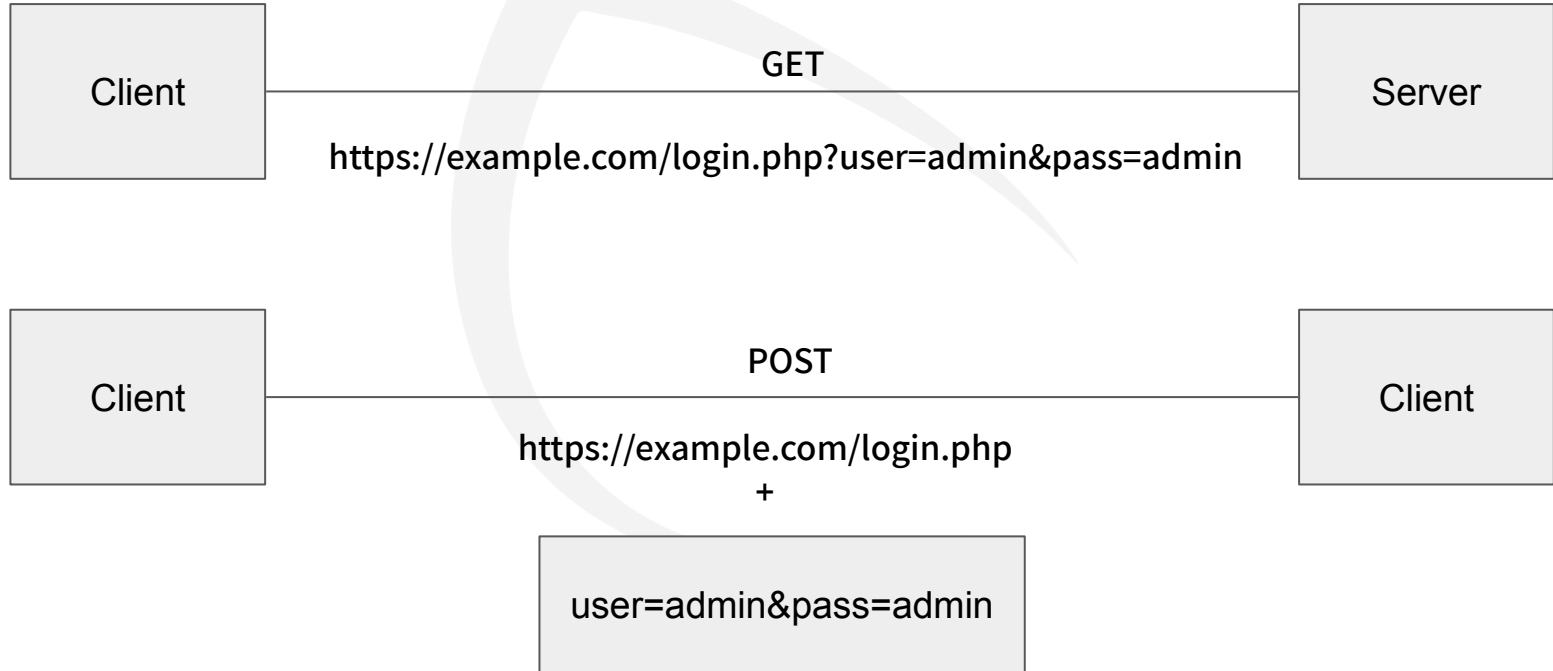 GET
Client
Server
https://example.com/login.php?user=admin&pass=admin
POST
Client
Client
https://example.com/login.php
+
user=admin&pass=admin